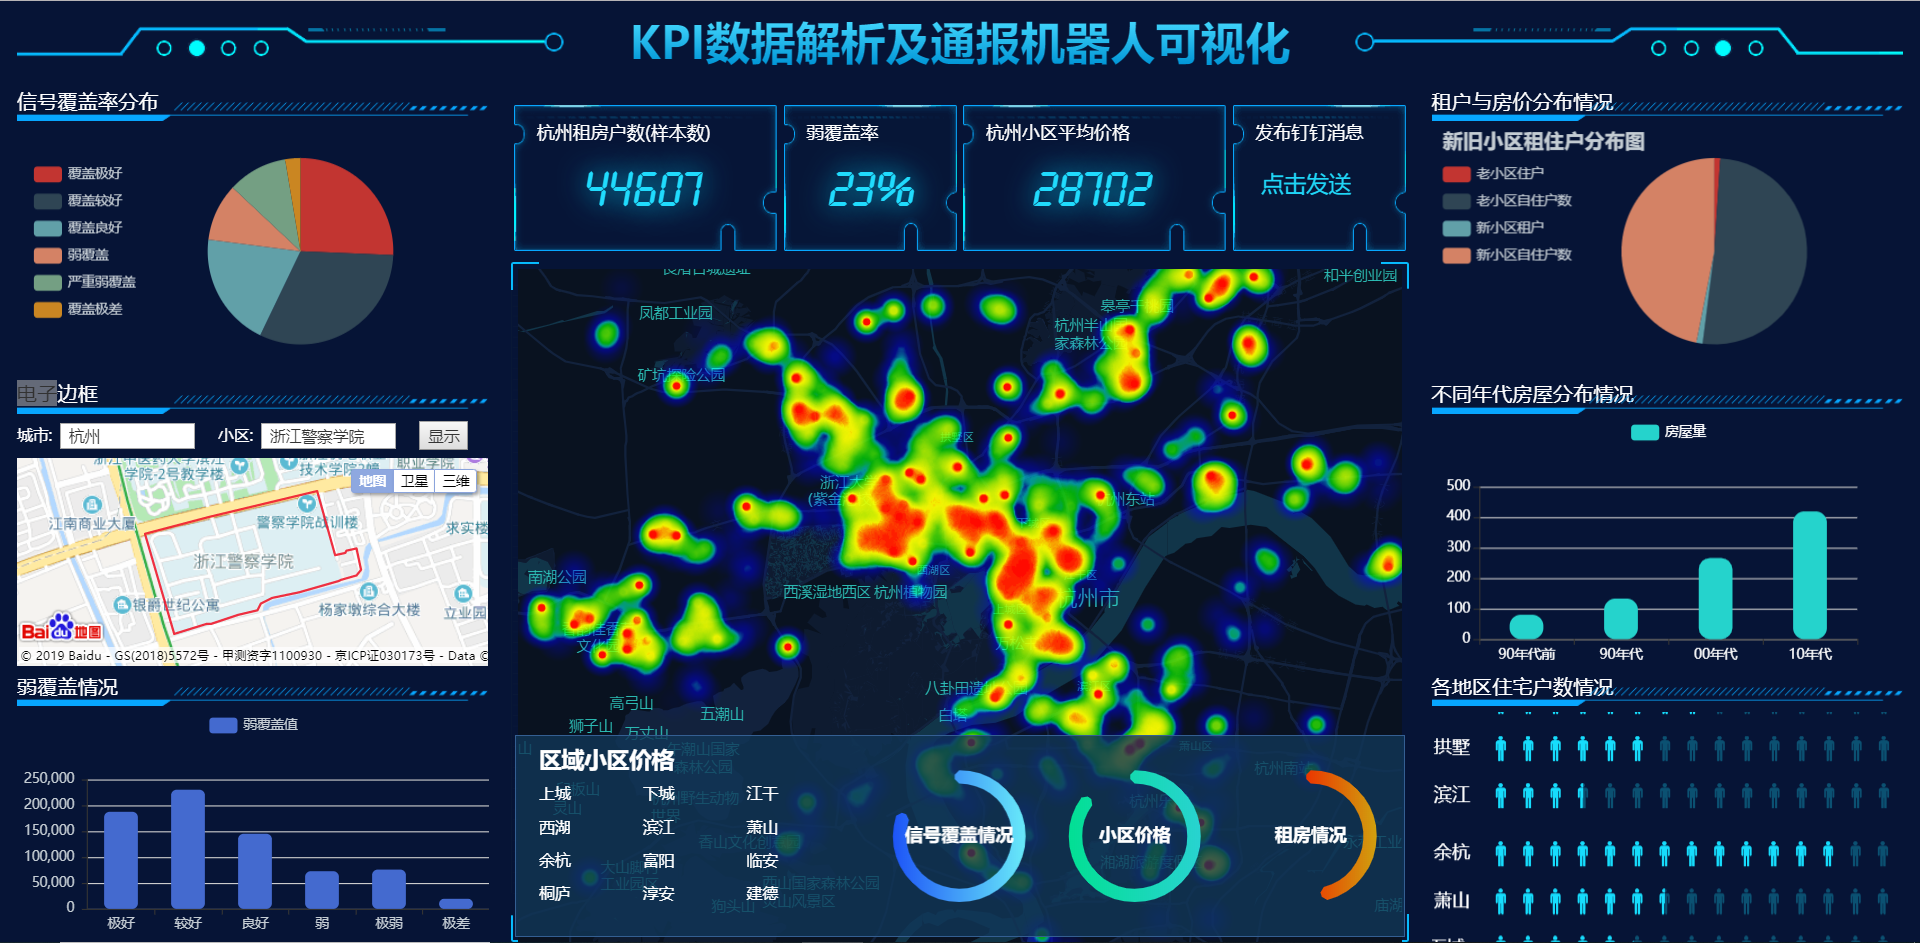 KPI数据解析及通报机器人可视化
信号覆盖率分布
覆盖极好
覆盖较好
覆盖良好
弱覆盖
严重弱覆盖
覆盖极差
电子边框
城市: 杭州 小区: 浙江警察学院 显示
学院-2号教学楼
职业学院
地图 卫星 三维
江南商业大厦
警察学院战训楼
求实楼
浙江警察学院
银爵世纪公寓
杨家墩综合大楼
立业园
Baidu地图
© 2019 Baidu - GS(2018)5572号 - 甲测资字1100930 - 京ICP证030173号 - Data ©
弱覆盖情况
弱覆盖值
250,000
200,000
150,000
100,000
50,000
0
极好 较好 良好 弱 极弱 极差
杭州租房户数(样本数)
44607
弱覆盖率
23%
杭州小区平均价格
28702
发布钉钉消息
点击发送
和平创业园
凤都工业园
杭州半山
家森林公
矿坑探险公园
拱墅区
浙江大学
(紫金
杭州东站
西湖区
南湖公园
西溪湿地西区 杭州植物园
杭州市
八卦田遗址公园
白塔
高弓山
五潮山
狮子山
万丈山
萧山区
区域小区价格
上城 下城 江干
西湖 滨江 萧山
余杭 富阳 临安
桐庐 淳安 建德
信号覆盖情况
小区价格
租房情况
租户与房价分布情况
新旧小区租住户分布图
老小区住户
老小区自住户数
新小区租户
新小区自住户数
不同年代房屋分布情况
房屋量
500
400
300
200
100
0
90年代前 90年代 00年代 10年代
各地区住宅户数情况
拱墅
滨江
余杭
萧山